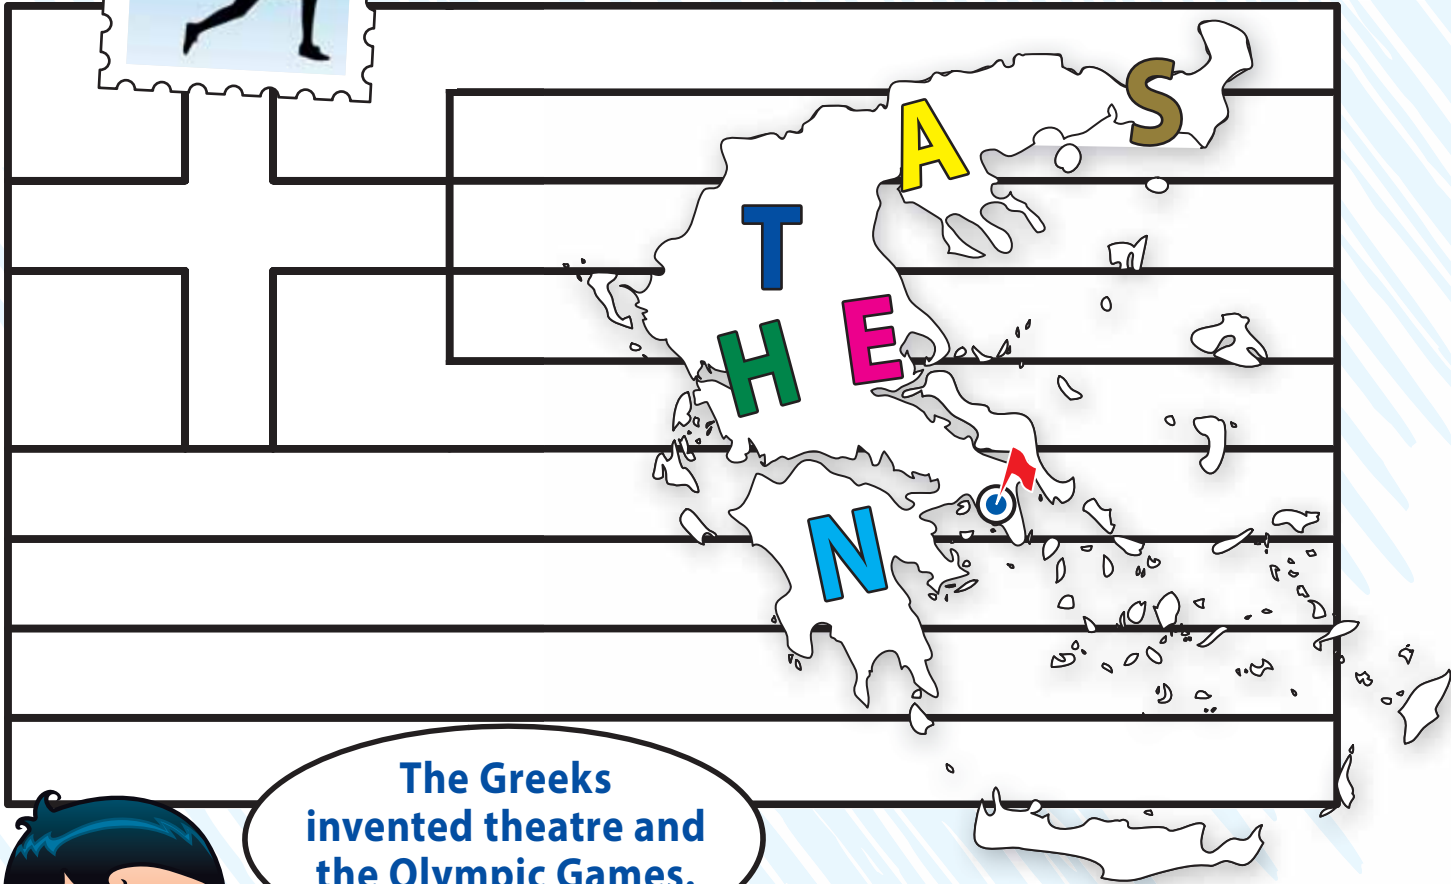 S
A
T
E
H
N
The Greeks
invented theatre and
the Olympic Games.